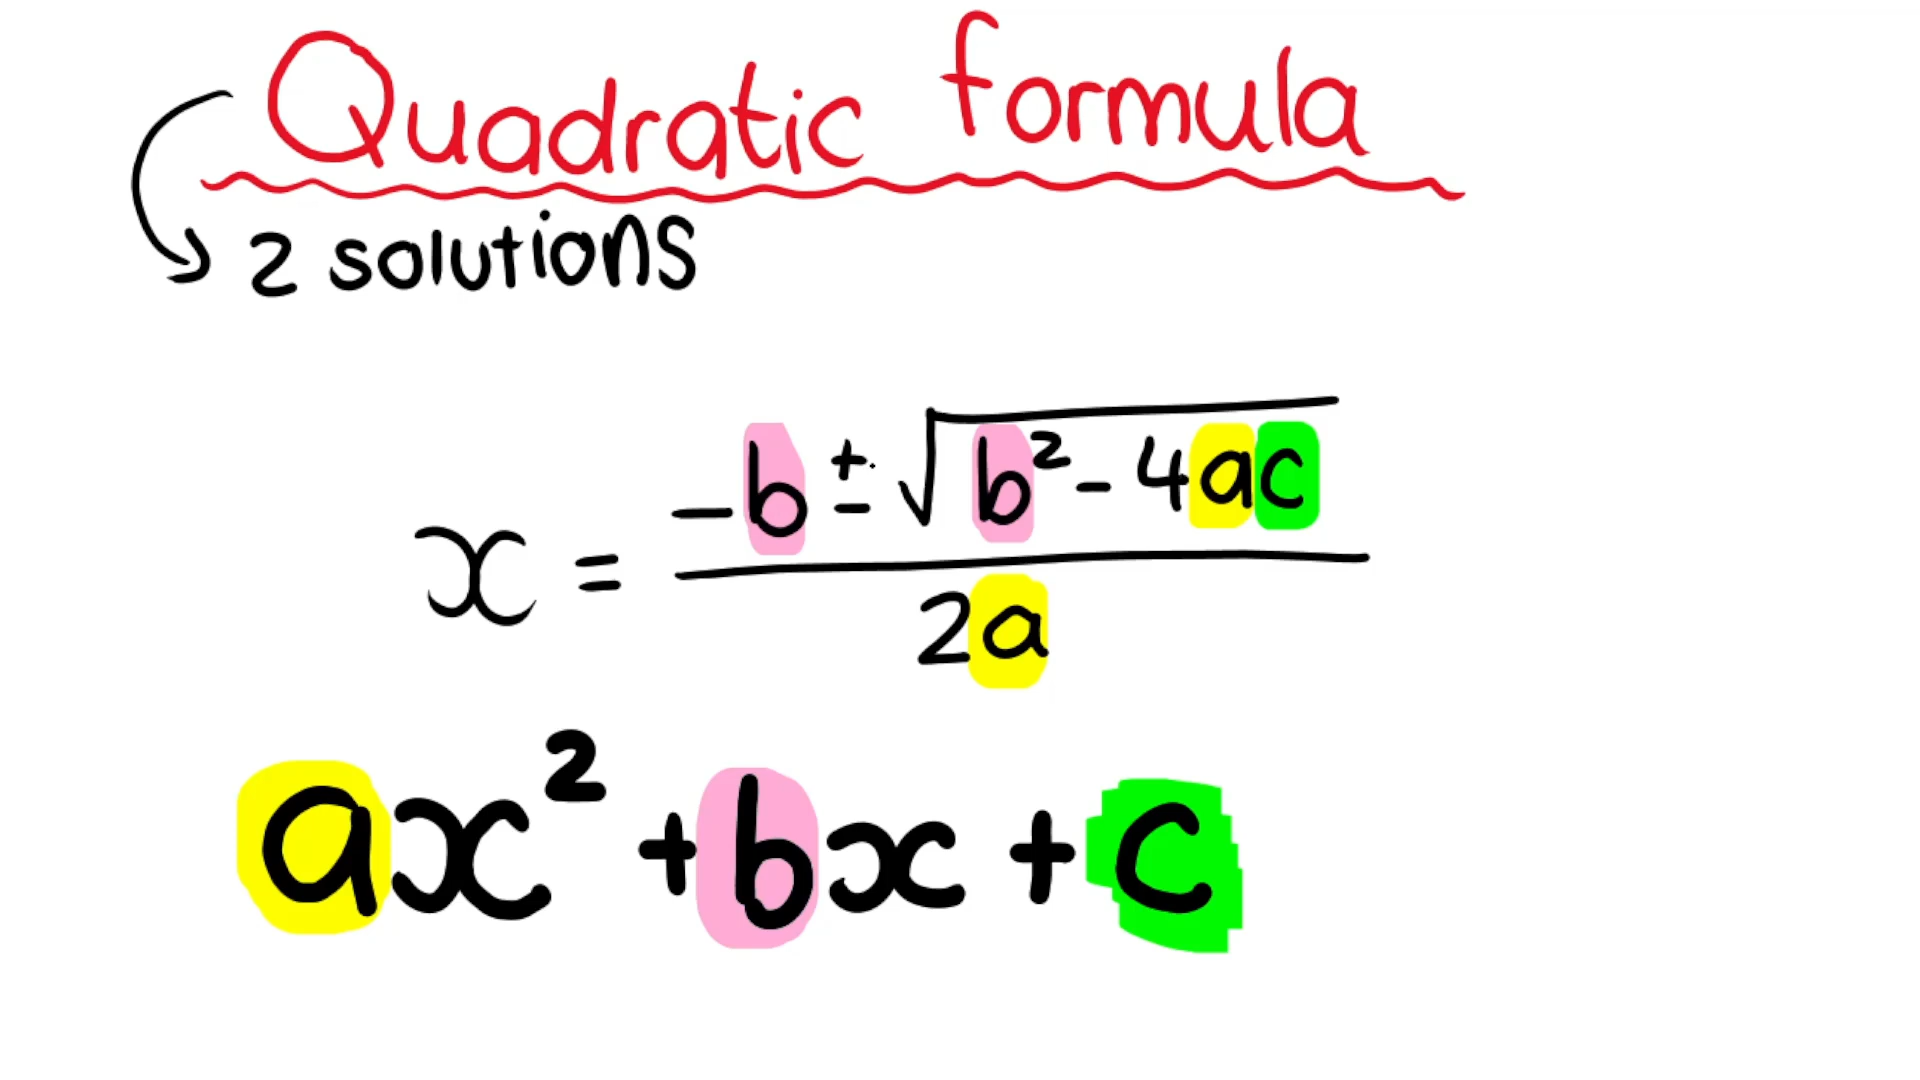 Quadratic formula
2 solutions
x = (-b ± √(b² - 4ac)) / 2a
ax² + bx + c